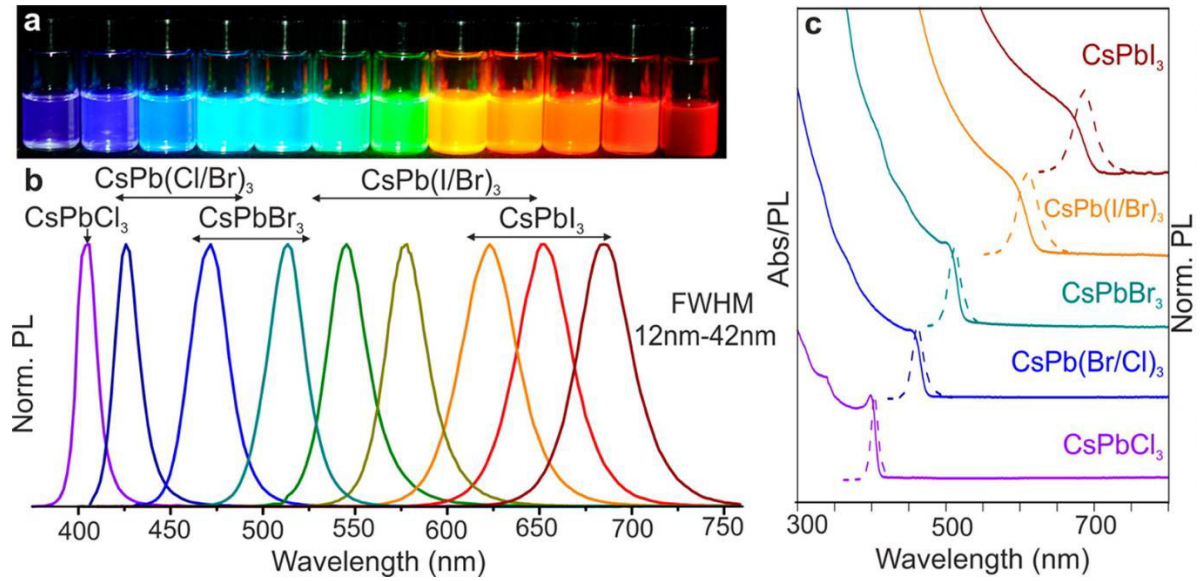 a
b
CsPb(Cl/Br)₃
CsPb(I/Br)₃
CsPbCl₃
CsPbBr₃
CsPbI₃
FWHM
12nm-42nm
Norm. PL
400 450 500 550 600 650 700 750
Wavelength (nm)
c
CsPbI₃
CsPb(I/Br)₃
CsPbBr₃
CsPb(Br/Cl)₃
CsPbCl₃
Abs/PL
Norm. PL
300 500 700
Wavelength (nm)